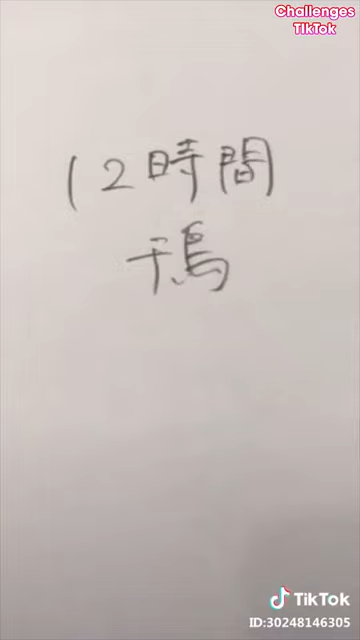 Challenges
TikTok
12時間
千鳥
TikTok
ID:30248146305